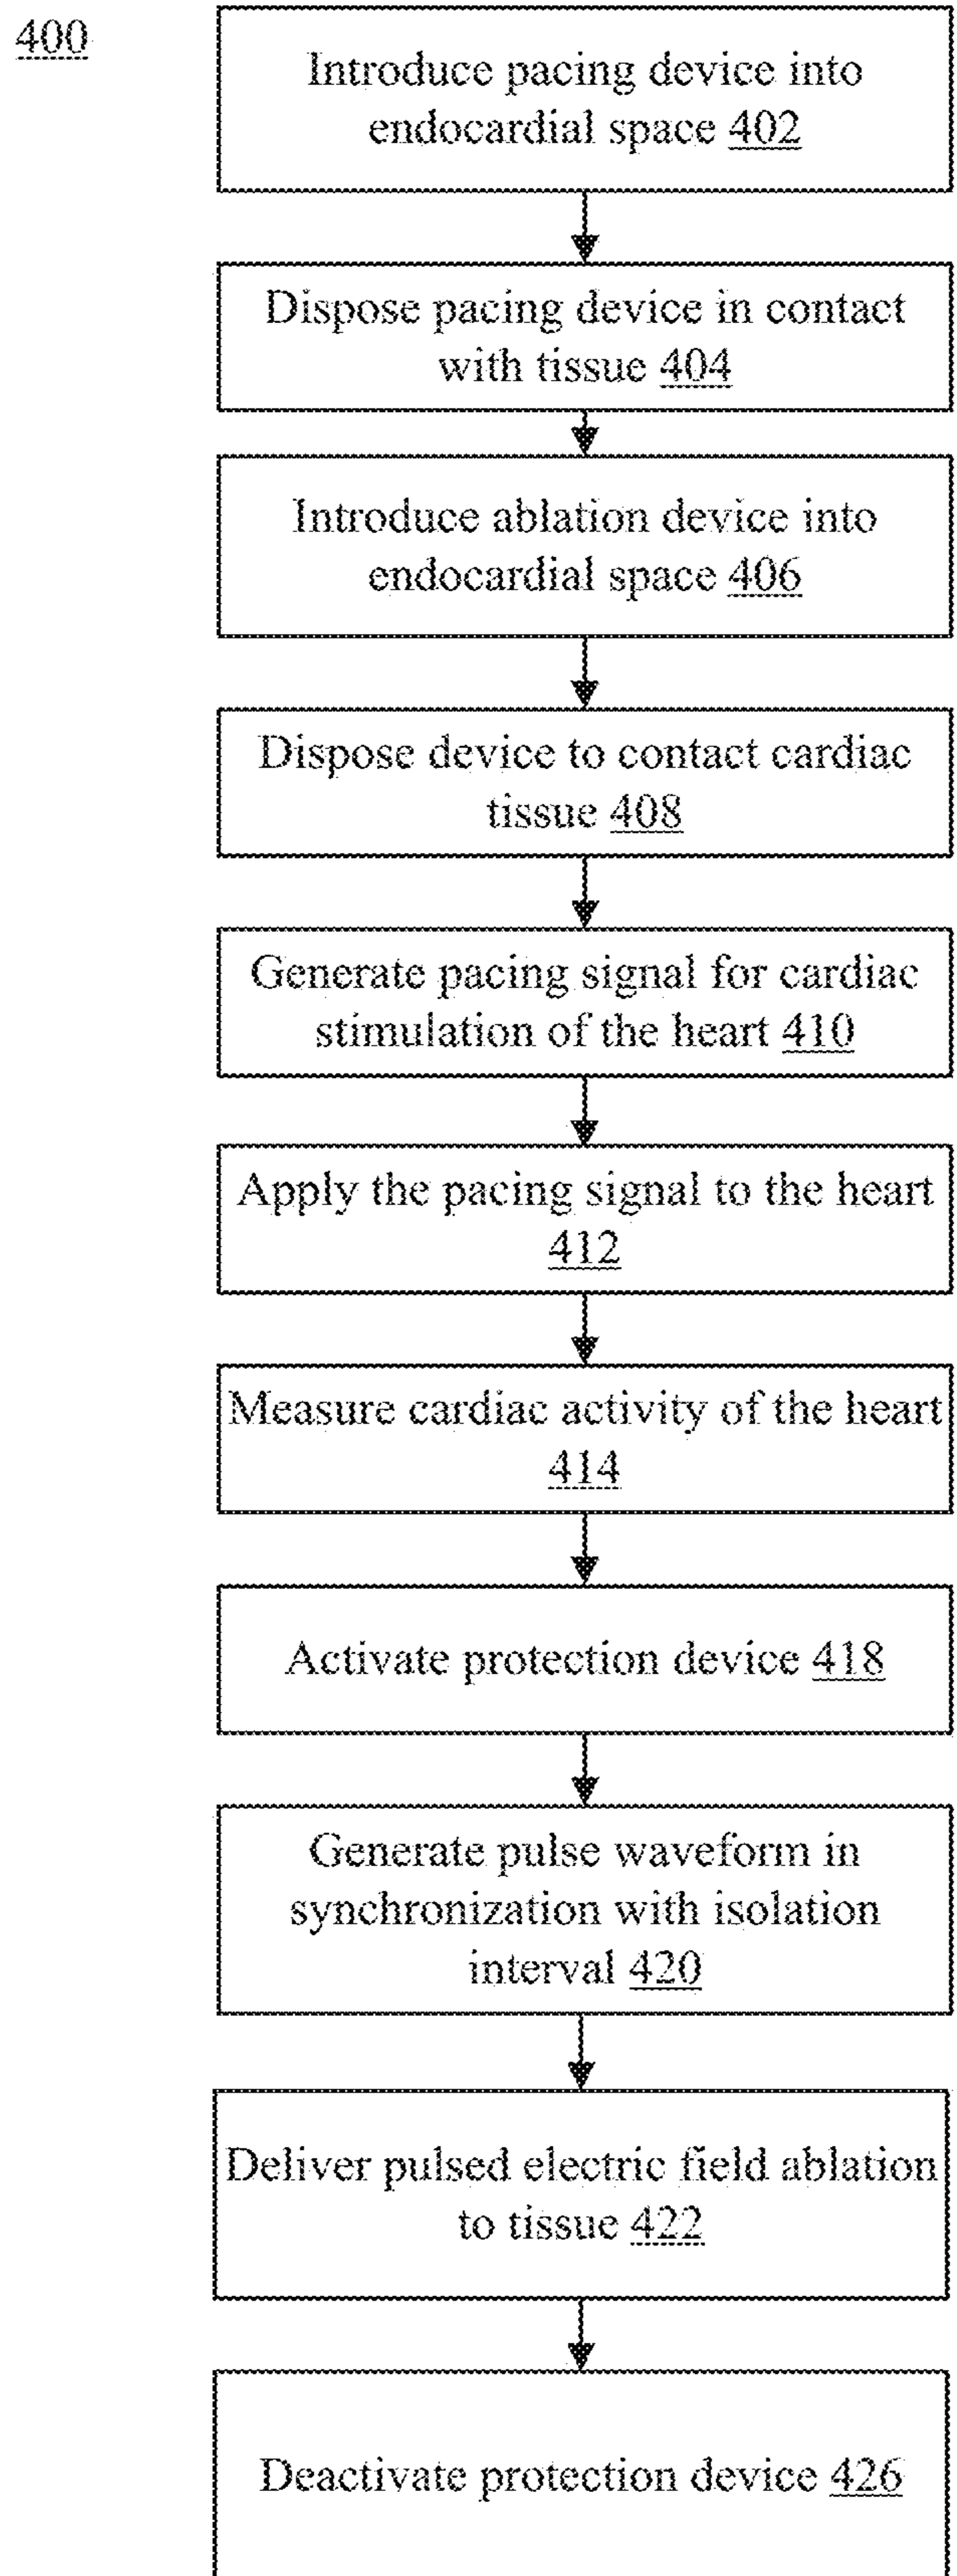 400
Introduce pacing device into
endocardial space 402
Dispose pacing device in contact
with tissue 404
Introduce ablation device into
endocardial space 406
Dispose device to contact cardiac
tissue 408
Generate pacing signal for cardiac
stimulation of the heart 410
Apply the pacing signal to the heart
412
Measure cardiac activity of the heart
414
Activate protection device 418
Generate pulse waveform in
synchronization with isolation
interval 420
Deliver pulsed electric field ablation
to tissue 422
Deactivate protection device 426